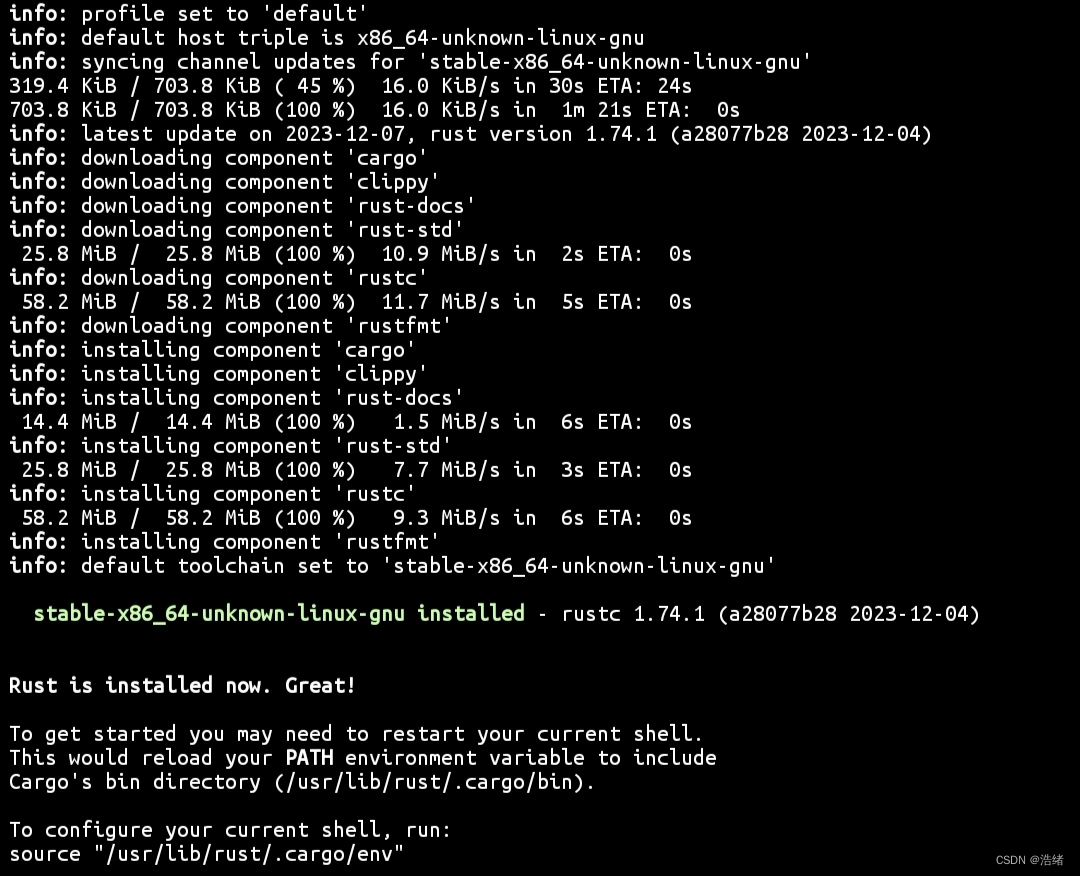 info: profile set to 'default'
info: default host triple is x86_64-unknown-linux-gnu
info: syncing channel updates for 'stable-x86_64-unknown-linux-gnu'
319.4 KiB / 703.8 KiB ( 45 %)  16.0 KiB/s in 30s ETA: 24s
703.8 KiB / 703.8 KiB (100 %)  16.0 KiB/s in  1m 21s ETA:  0s
info: latest update on 2023-12-07, rust version 1.74.1 (a28077b28 2023-12-04)
info: downloading component 'cargo'
info: downloading component 'clippy'
info: downloading component 'rust-docs'
info: downloading component 'rust-std'
 25.8 MiB /  25.8 MiB (100 %)  10.9 MiB/s in  2s ETA:  0s
info: downloading component 'rustc'
 58.2 MiB /  58.2 MiB (100 %)  11.7 MiB/s in  5s ETA:  0s
info: downloading component 'rustfmt'
info: installing component 'cargo'
info: installing component 'clippy'
info: installing component 'rust-docs'
 14.4 MiB /  14.4 MiB (100 %)   1.5 MiB/s in  6s ETA:  0s
info: installing component 'rust-std'
 25.8 MiB /  25.8 MiB (100 %)   7.7 MiB/s in  3s ETA:  0s
info: installing component 'rustc'
 58.2 MiB /  58.2 MiB (100 %)   9.3 MiB/s in  6s ETA:  0s
info: installing component 'rustfmt'
info: default toolchain set to 'stable-x86_64-unknown-linux-gnu'
stable-x86_64-unknown-linux-gnu installed - rustc 1.74.1 (a28077b28 2023-12-04)
Rust is installed now. Great!
To get started you may need to restart your current shell.
This would reload your PATH environment variable to include
Cargo's bin directory (/usr/lib/rust/.cargo/bin).
To configure your current shell, run:
source "/usr/lib/rust/.cargo/env"
CSDN @浩绪